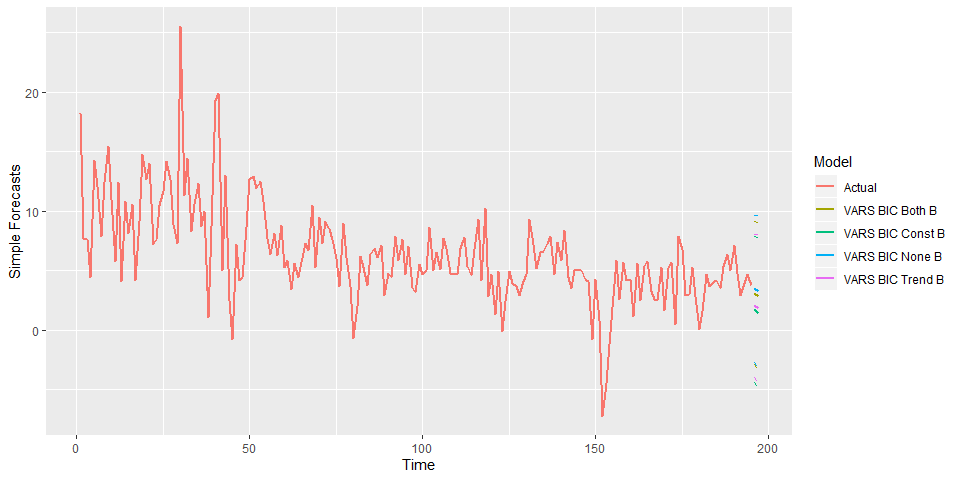 Simple Forecasts
20
10
0
0
50
100
150
200
Time
Model
Actual
VARS BIC Both B
VARS BIC Const B
VARS BIC None B
VARS BIC Trend B